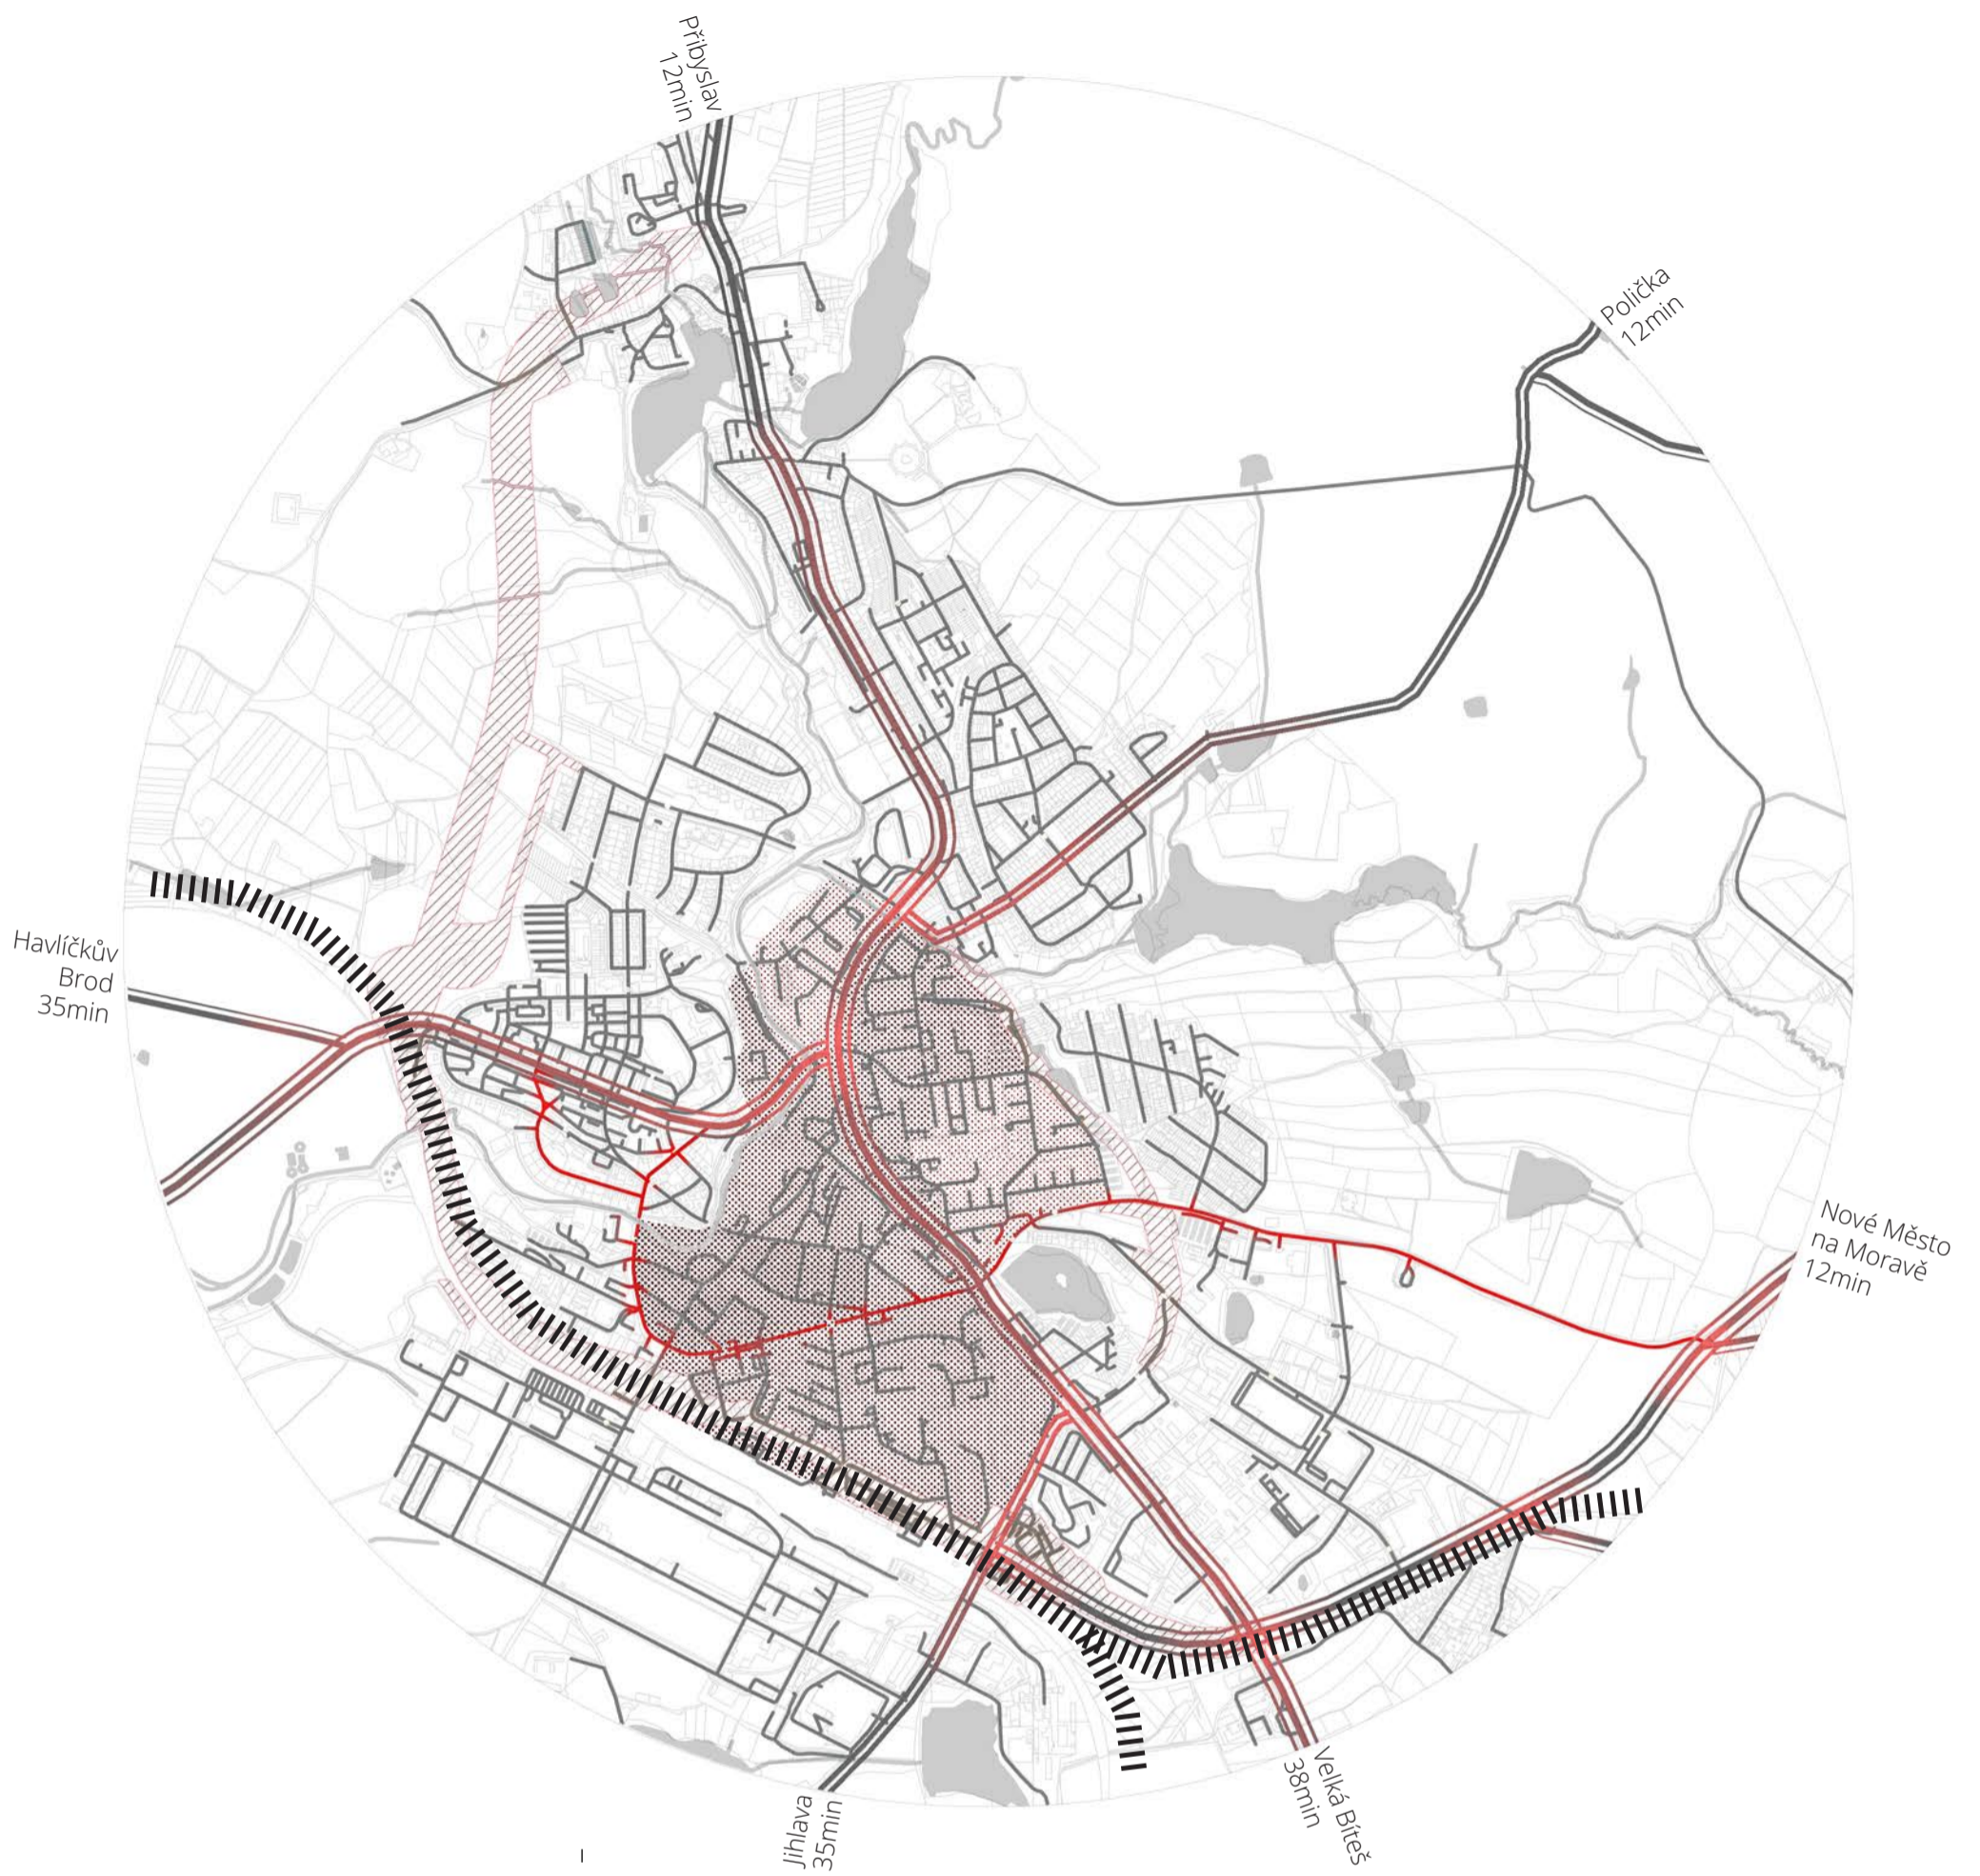 Přibyslav
12min
Polička
12min
Havlíčkův
Brod
35min
Nové Město
na Moravě
12min
Velká Bíteš
38min
Jihlava
35min